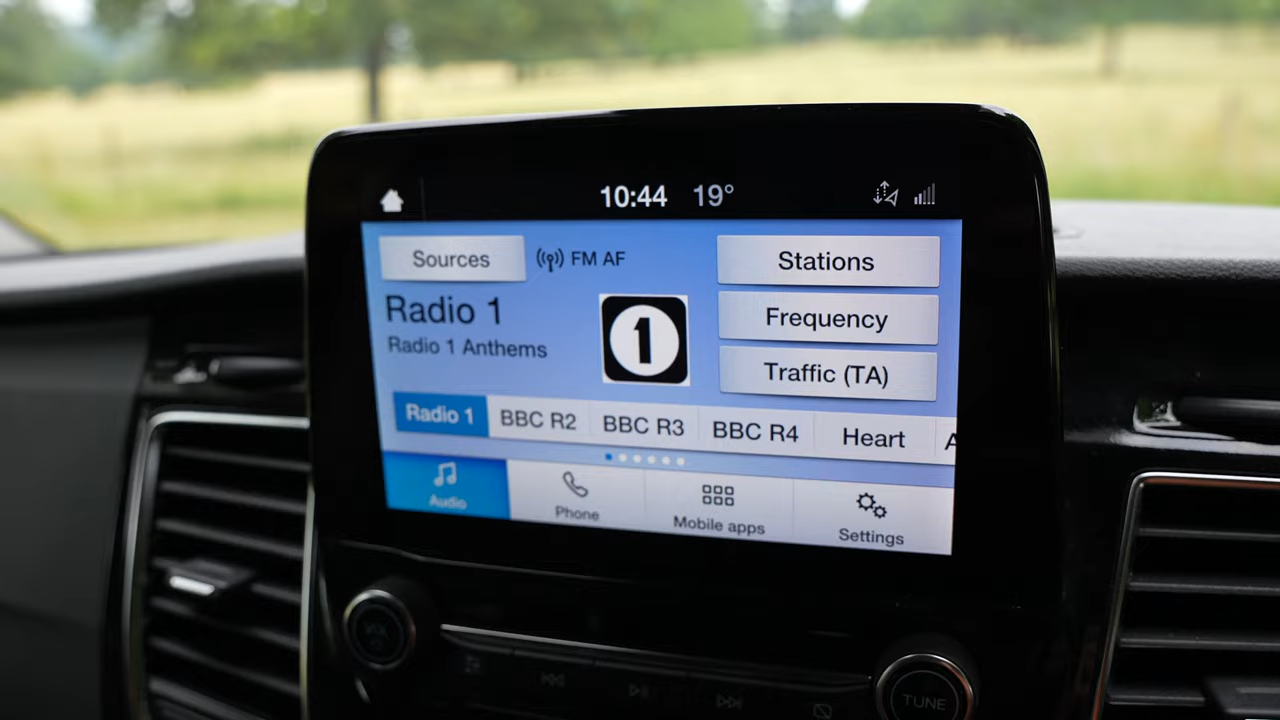 10:44 19°
Sources FM AF Stations
Radio 1 1 Frequency
Radio 1 Anthems Traffic (TA)
Radio 1 BBC R2 BBC R3 BBC R4 Heart A
Audio Phone Mobile apps Settings
TUNE